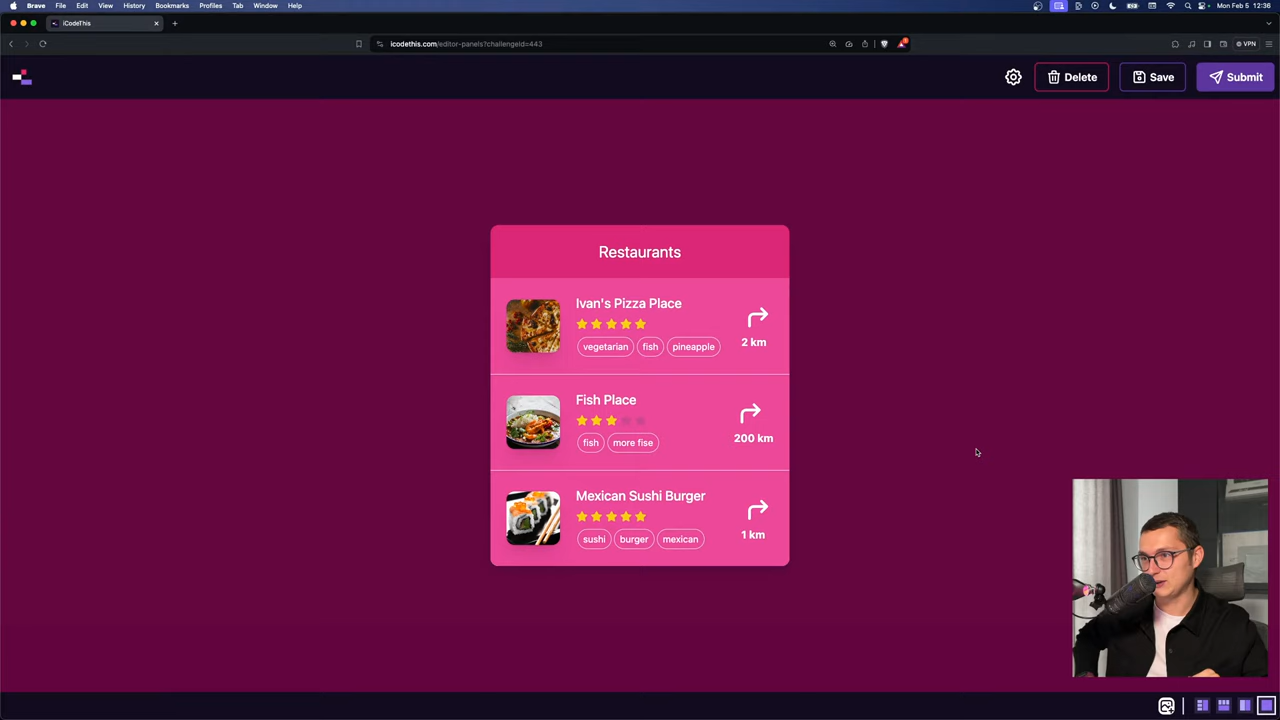 Brave File Edit View History Bookmarks Profiles Tab Window Help Mon Feb 5 12:36
iCodeThis
icodethis.com/editor-panels?challengeId=443 VPN
Delete Save Submit
Restaurants
Ivan's Pizza Place
vegetarian fish pineapple
2 km
Fish Place
fish more fise
200 km
Mexican Sushi Burger
sushi burger mexican
1 km